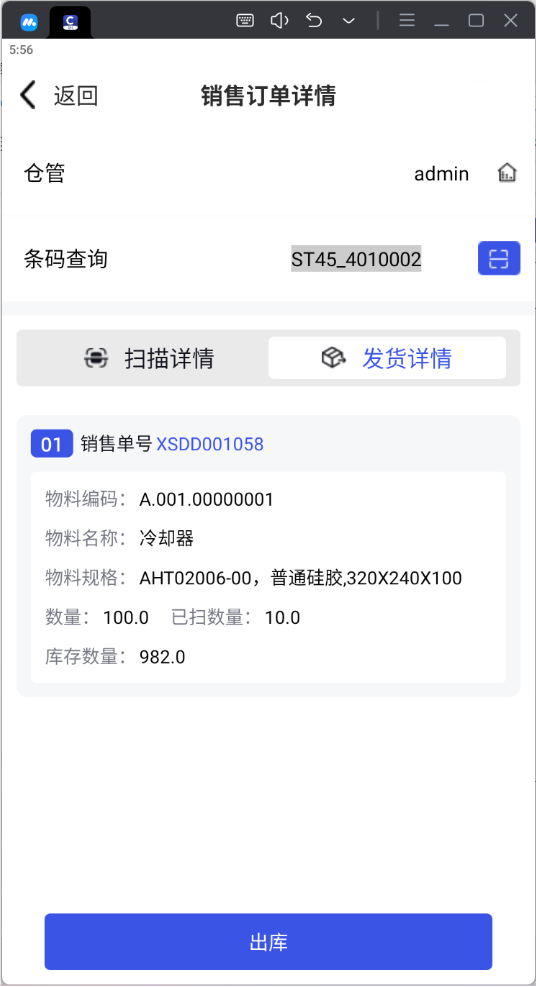 5:56
返回 销售订单详情
仓管 admin
条码查询 ST45_4010002
扫描详情 发货详情
01 销售单号 XSDD001058
物料编码： A.001.00000001
物料名称： 冷却器
物料规格： AHT02006-00，普通硅胶,320X240X100
数量： 100.0 已扫数量： 10.0
库存数量： 982.0
出库